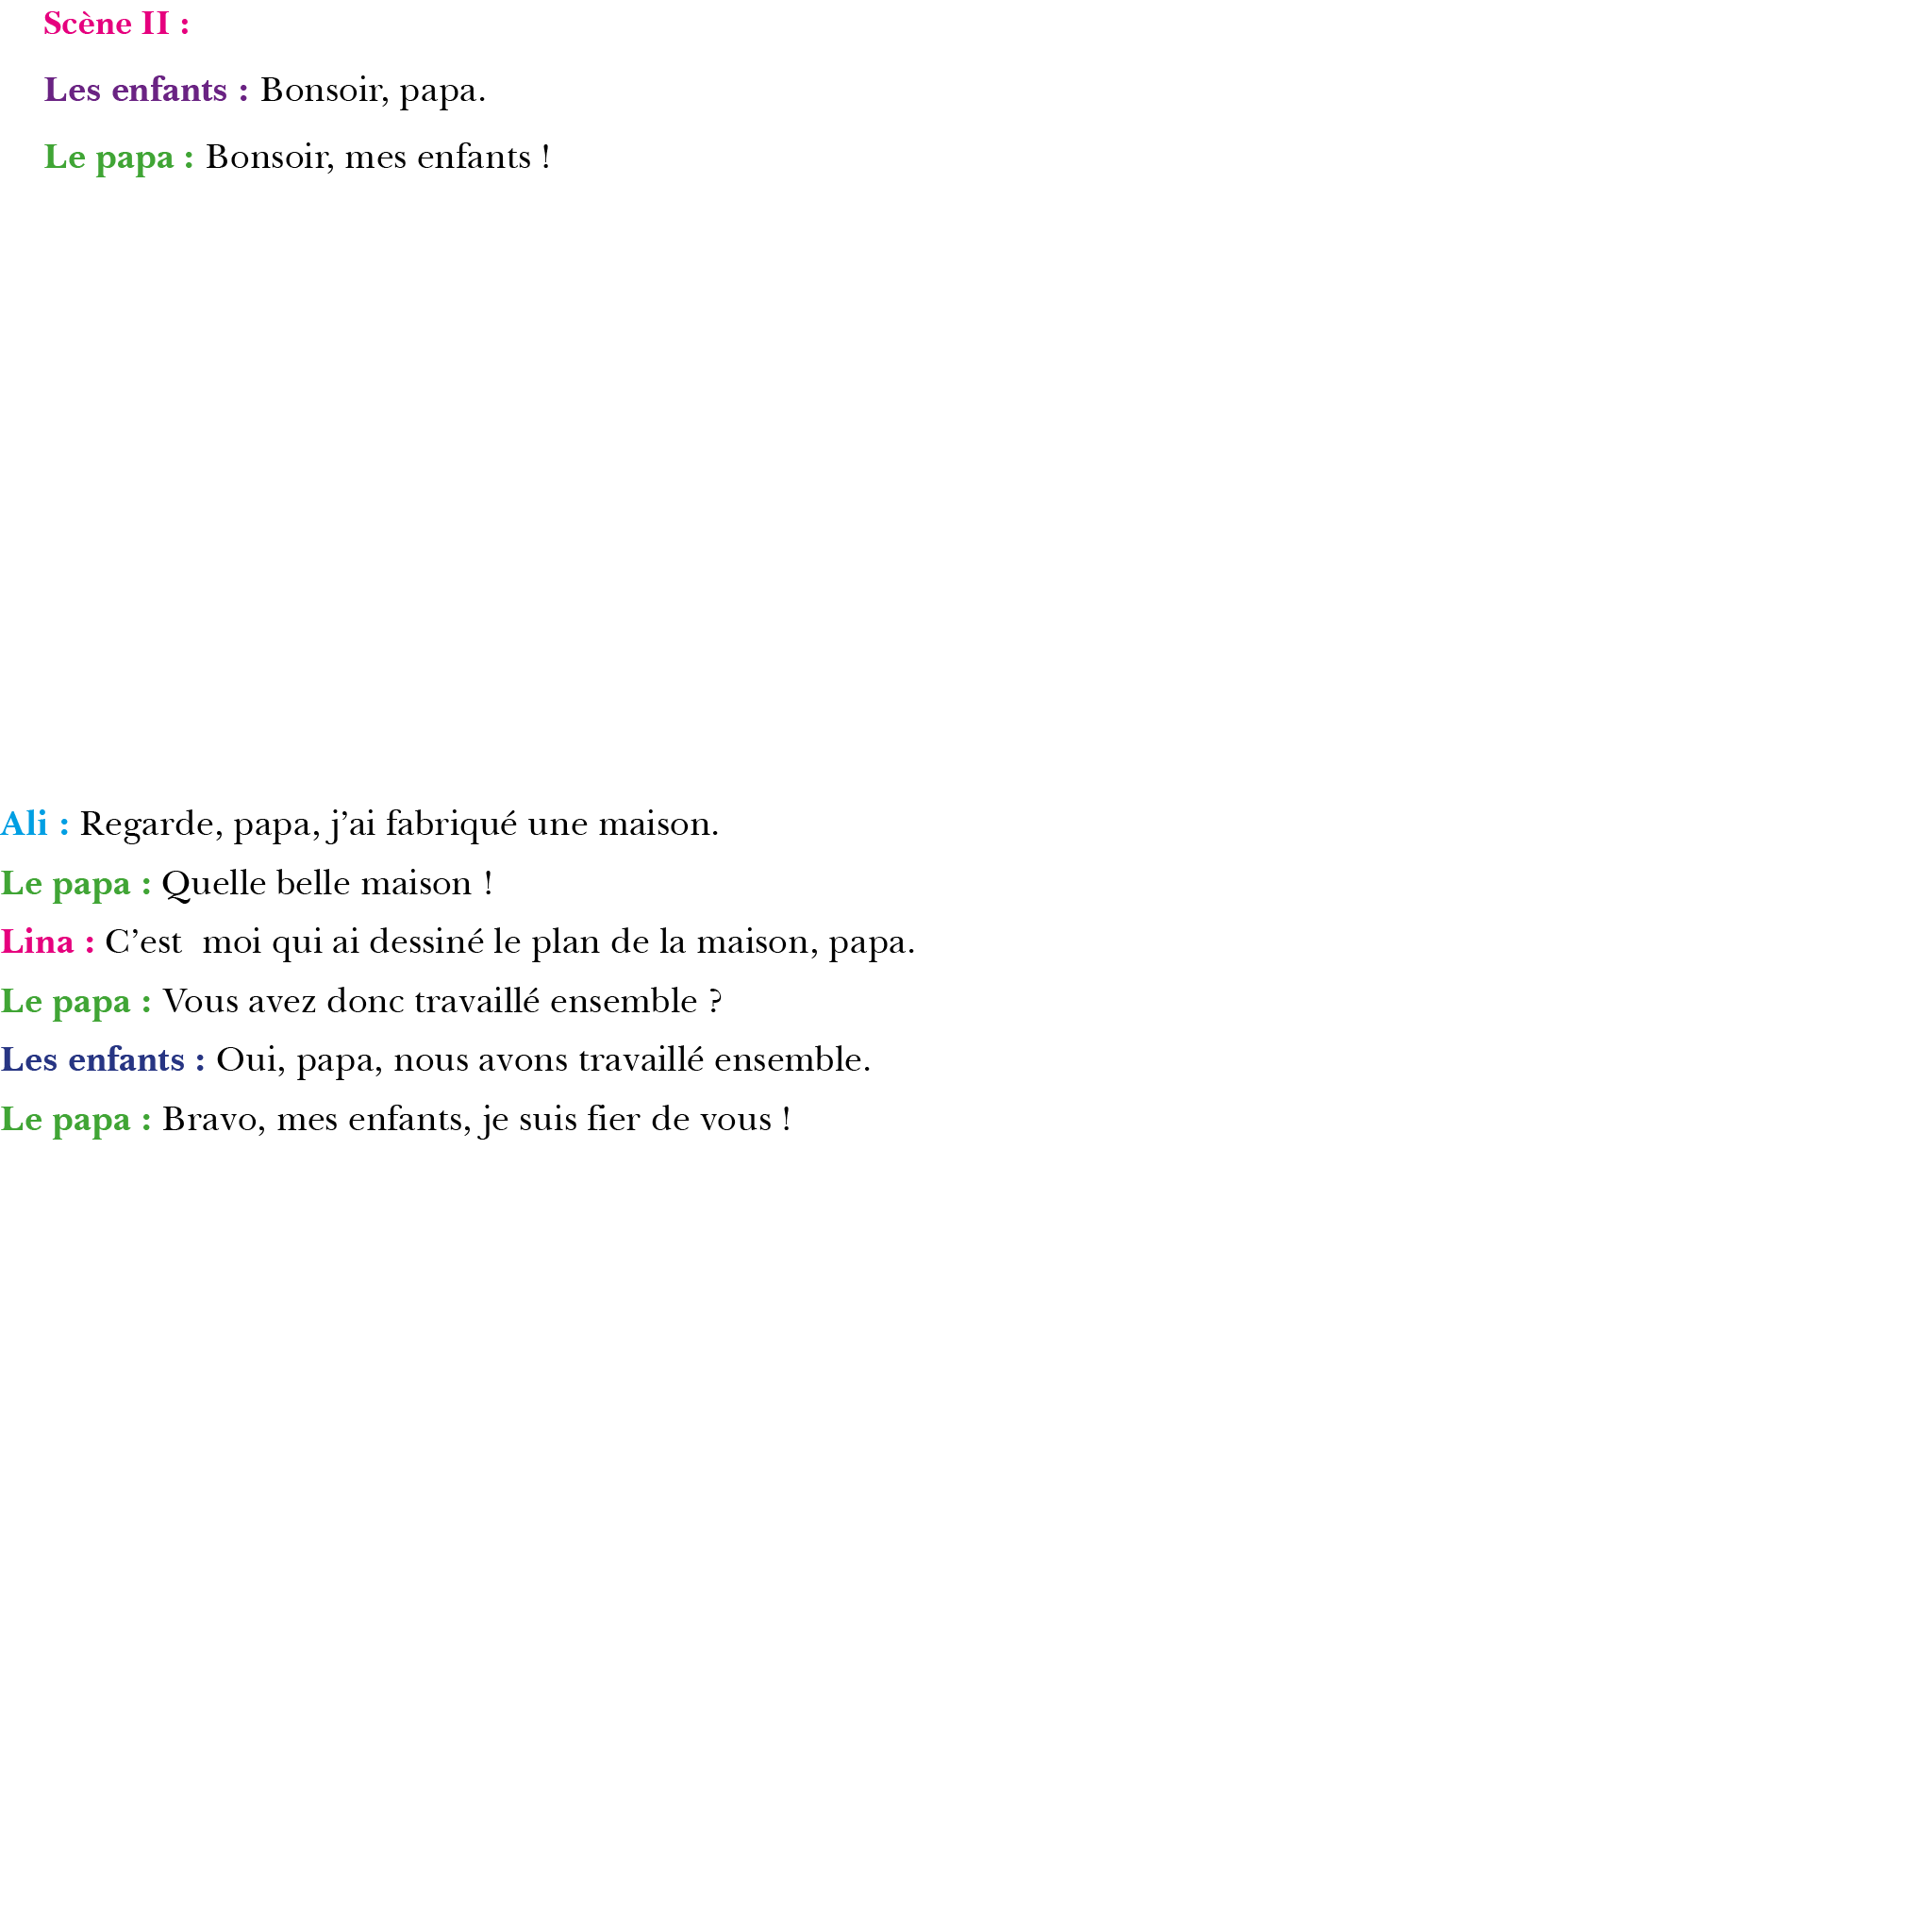 Scène II :
Les enfants : Bonsoir, papa.
Le papa : Bonsoir, mes enfants !
Ali : Regarde, papa, j’ai fabriqué une maison.
Le papa : Quelle belle maison !
Lina : C’est  moi qui ai dessiné le plan de la maison, papa.
Le papa : Vous avez donc travaillé ensemble ?
Les enfants : Oui, papa, nous avons travaillé ensemble.
Le papa : Bravo, mes enfants, je suis fier de vous !